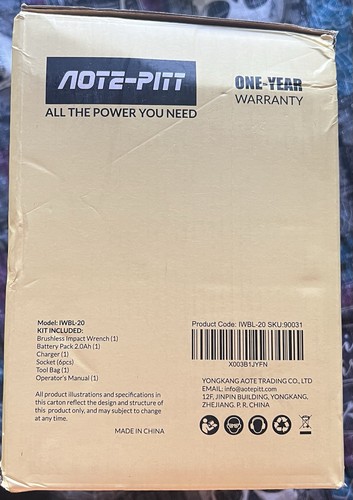 AOTE-PITT
ONE-YEAR
WARRANTY
ALL THE POWER YOU NEED
Model: IWBL-20
KIT INCLUDED:
Brushless Impact Wrench (1)
Battery Pack 2.0Ah (1)
Charger (1)
Socket (6pcs)
Tool Bag (1)
Operator's Manual (1)
All product illustrations and specifications in
this carton reflect the design and structure of
this product only, and may subject to change
at any time.
MADE IN CHINA
Product Code: IWBL-20 SKU:90031
X003B1JYFN
YONGKANG AOTE TRADING CO., LTD
EMAIL: info@aotepitt.com
12F, JINPIN BUILDING, YONGKANG,
ZHEJIANG. P. R, CHINA